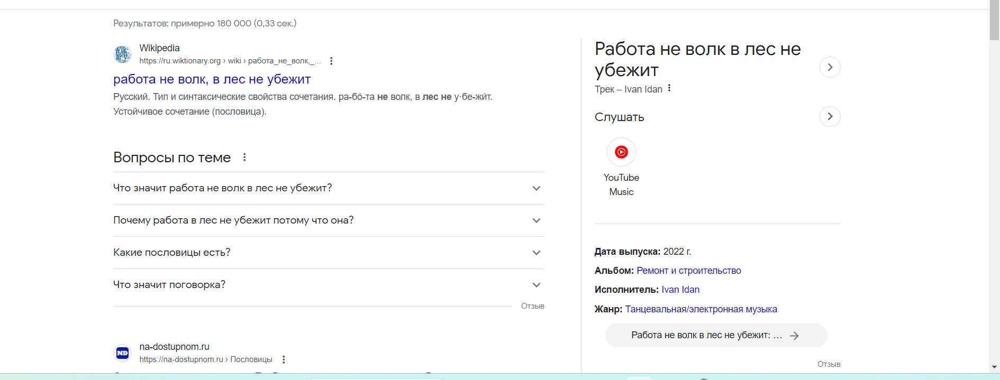 Результатов: примерно 180 000 (0,33 сек.)
Wikipedia
https://ru.wiktionary.org › wiki › работа_не_волк,_...
работа не волк, в лес не убежит
Русский. Тип и синтаксические свойства сочетания. ра-бо́-та не волк, в лес не у·бе-жи́т.
Устойчивое сочетание (пословица).
Вопросы по теме
Что значит работа не волк в лес не убежит?
Почему работа в лес не убежит потому что она?
Какие пословицы есть?
Что значит поговорка?
Отзыв
ND
na-dostupnom.ru
https://na-dostupnom.ru › Пословицы
Работа не волк в лес не
убежит
Трек – Ivan Idan
Слушать
YouTube
Music
Дата выпуска: 2022 г.
Альбом: Ремонт и строительство
Исполнитель: Ivan Idan
Жанр: Танцевальная/электронная музыка
Работа не волк в лес не убежит: ...
Отзыв